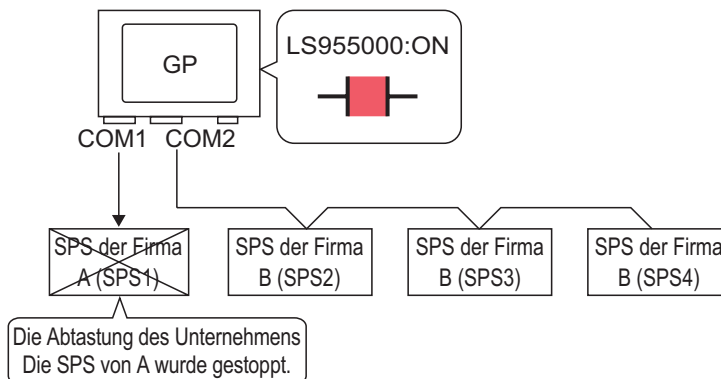 GP
LS955000:ON
COM1
COM2
SPS der Firma
A (SPS1)
SPS der Firma
B (SPS2)
SPS der Firma
B (SPS3)
SPS der Firma
B (SPS4)
Die Abtastung des Unternehmens
Die SPS von A wurde gestoppt.